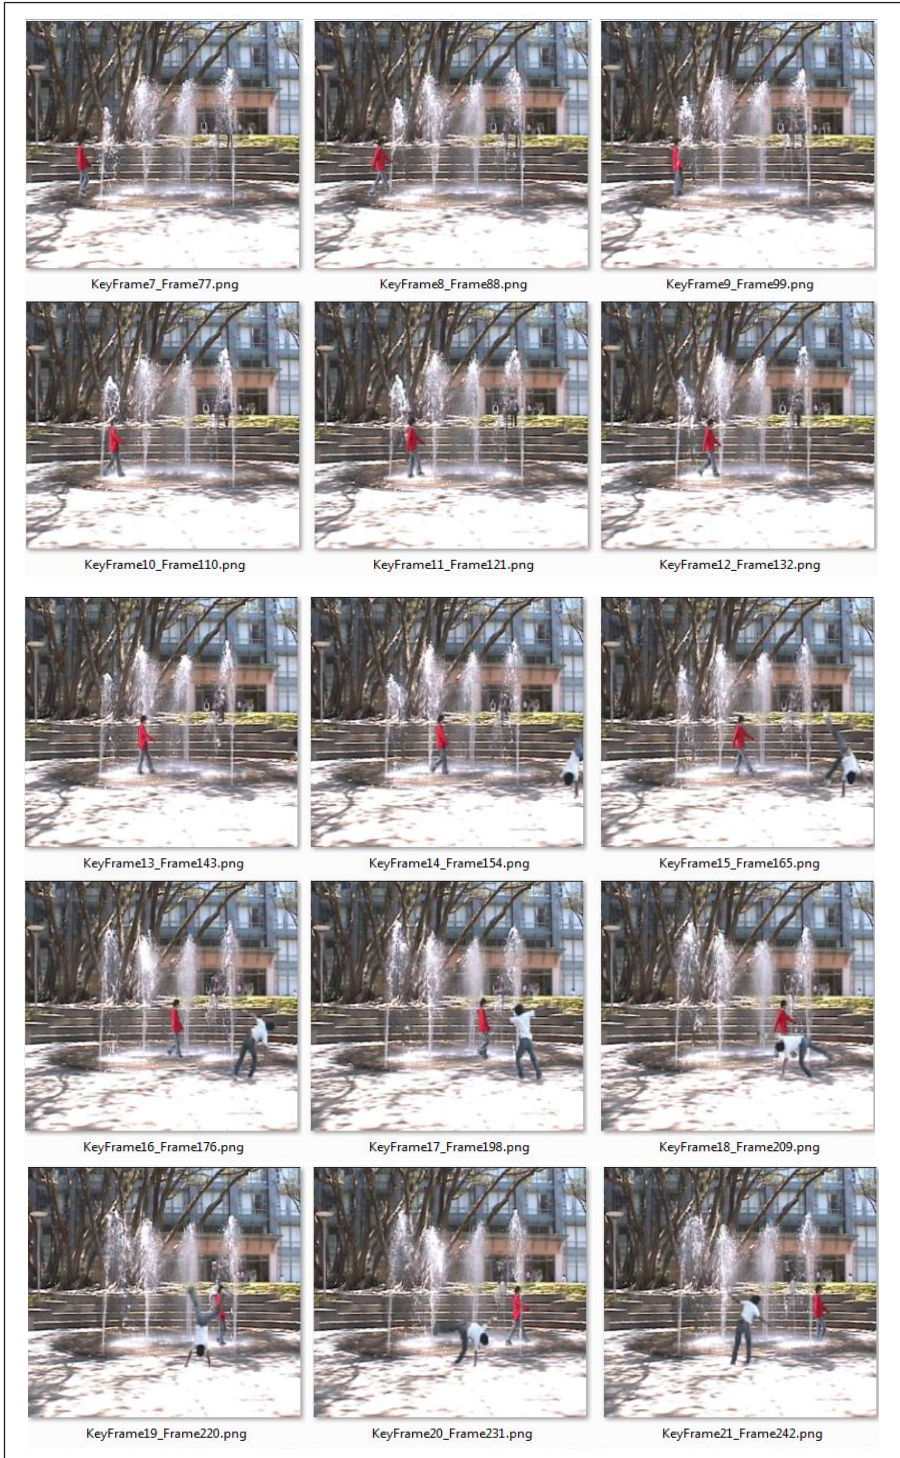 KeyFrame7_Frame77.png
KeyFrame8_Frame88.png
KeyFrame9_Frame99.png
KeyFrame10_Frame110.png
KeyFrame11_Frame121.png
KeyFrame12_Frame132.png
KeyFrame13_Frame143.png
KeyFrame14_Frame154.png
KeyFrame15_Frame165.png
KeyFrame16_Frame176.png
KeyFrame17_Frame198.png
KeyFrame18_Frame209.png
KeyFrame19_Frame220.png
KeyFrame20_Frame231.png
KeyFrame21_Frame242.png